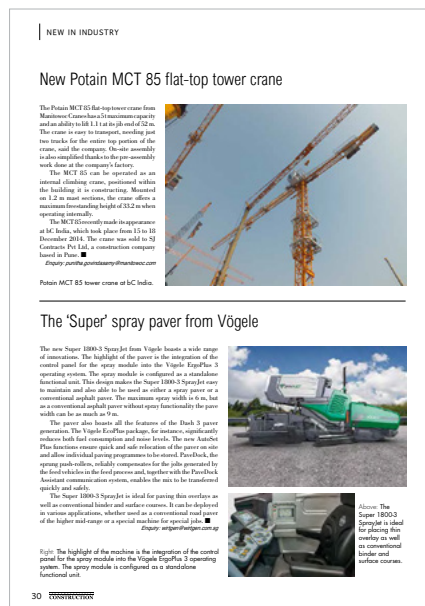 NEW IN INDUSTRY
New Potain MCT 85 flat-top tower crane
The Potain MCT 85 flat-top tower crane from
Manitowoc Cranes has a 5 t maximum capacity
and an ability to lift 1.1 t at its jib end of 52 m.
The crane is easy to transport, needing just
two trucks for the entire top portion of the
crane, said the company. On-site assembly
is also simplified thanks to the pre-assembly
work done at the company's factory.
The MCT 85 can be operated as an
internal climbing crane, positioned within
the building it is constructing. Mounted
on 1.2 m mast sections, the crane offers a
maximum freestanding height of 33.2 m when
operating internally.
The MCT 85 recently made its appearance
at bC India, which took place from 15 to 18
December 2014. The crane was sold to SJ
Contracts Pvt Ltd, a construction company
based in Pune. ■
Enquiry: punitha.govindasamy@manitowoc.com
Potain MCT 85 tower crane at bC India.
The 'Super' spray paver from Vögele
The new Super 1800-3 SprayJet from Vögele boasts a wide range
of innovations. The highlight of the paver is the integration of the
control panel for the spray module into the Vögele ErgoPlus 3
operating system. The spray module is configured as a standalone
functional unit. This design makes the Super 1800-3 SprayJet easy
to maintain and also able to be used as either a spray paver or a
conventional asphalt paver. The maximum spray width is 6 m, but
as a conventional asphalt paver without spray functionality the pave
width can be as much as 9 m.
The paver also boasts all the features of the Dash 3 paver
generation. The Vögele EcoPlus package, for instance, significantly
reduces both fuel consumption and noise levels. The new AutoSet
Plus functions ensure quick and safe relocation of the paver on site
and allow individual paving programmes to be stored. PaveDock, the
sprung push-rollers, reliably compensates for the jolts generated by
the feed vehicles in the feed process and, together with the PaveDock
Assistant communication system, enables the mix to be transferred
quickly and safely.
The Super 1800-3 SprayJet is ideal for paving thin overlays as
well as conventional binder and surface courses. It can be deployed
in various applications, whether used as a conventional road paver
of the higher mid-range or a special machine for special jobs. ■
Enquiry: wirtgen@wirtgen.com.sg
Right: The highlight of the machine is the integration of the control
panel for the spray module into the Vögele ErgoPlus 3 operating
system. The spray module is configured as a standalone
functional unit.
Above: The
Super 1800-3
SprayJet is ideal
for placing thin
overlay as well
as conventional
binder and
surface courses.
30
CONSTRUCTION